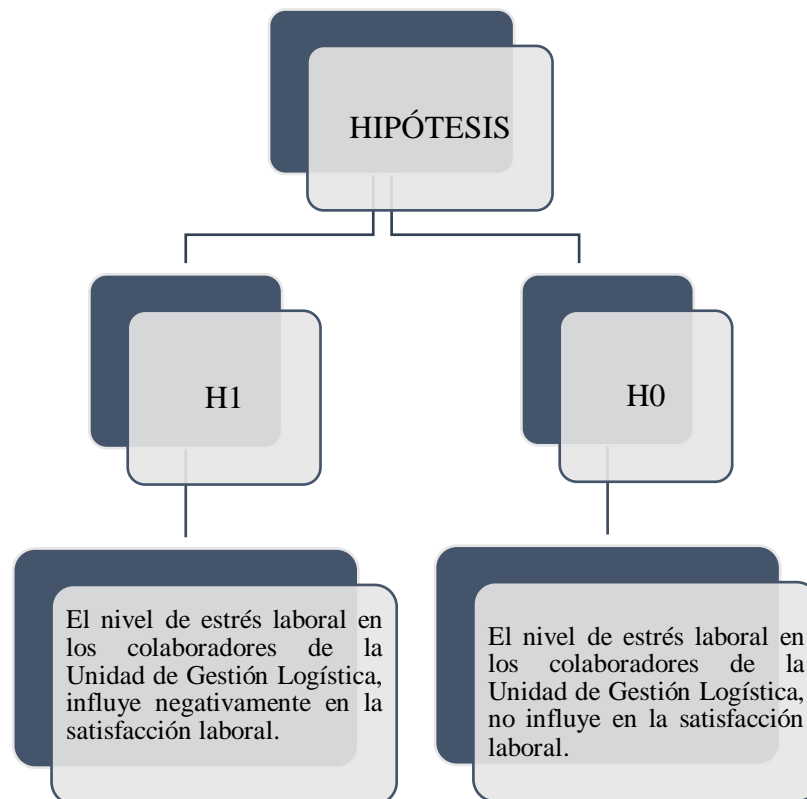 HIPÓTESIS
H1
H0
El nivel de estrés laboral en
los colaboradores de la
Unidad de Gestión Logística,
influye negativamente en la
satisfacción laboral.
El nivel de estrés laboral en
los colaboradores de la
Unidad de Gestión Logística,
no influye en la satisfacción
laboral.